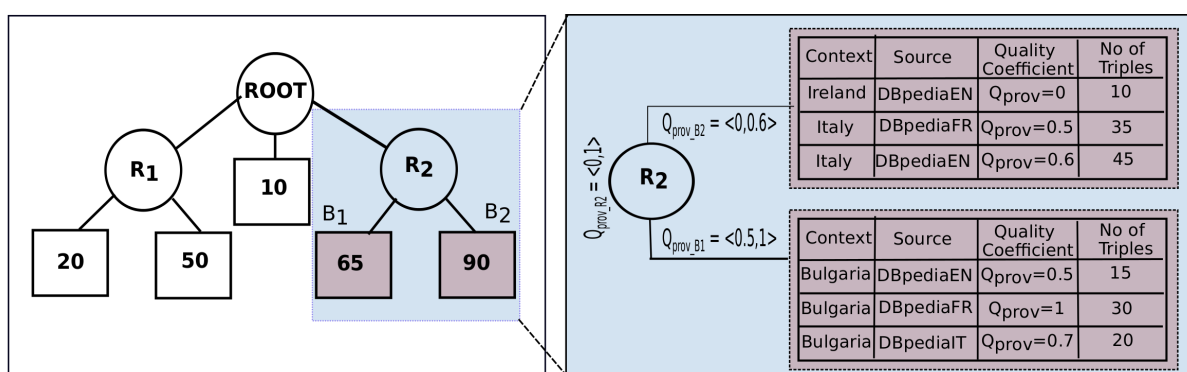 ROOT
R1
R2
10
B1
B2
20
50
65
90
Qprov_R2 = <0,1>
R2
Qprov_B2 = <0,0.6>
Qprov_B1 = <0.5,1>
Context Source Quality Coefficient No of Triples
Ireland DBpediaEN Qprov=0 10
Italy DBpediaFR Qprov=0.5 35
Italy DBpediaEN Qprov=0.6 45
Context Source Quality Coefficient No of Triples
Bulgaria DBpediaEN Qprov=0.5 15
Bulgaria DBpediaFR Qprov=1 30
Bulgaria DBpediaIT Qprov=0.7 20